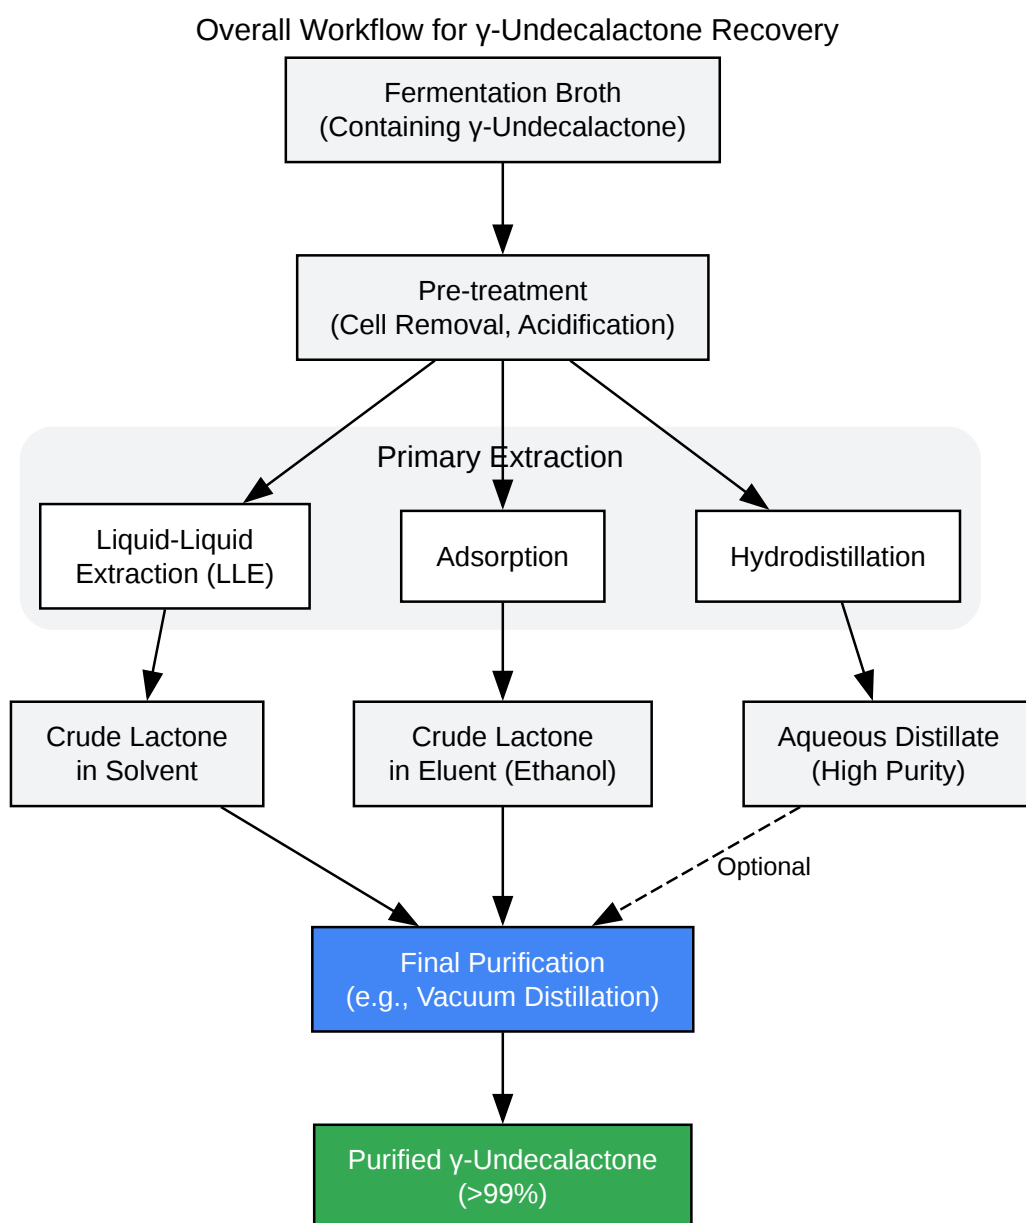 Overall Workflow for γ-Undecalactone Recovery
Fermentation Broth
(Containing γ-Undecalactone)
Pre-treatment
(Cell Removal, Acidification)
Primary Extraction
Liquid-Liquid
Extraction (LLE)
Adsorption
Hydrodistillation
Crude Lactone
in Solvent
Crude Lactone
in Eluent (Ethanol)
Aqueous Distillate
(High Purity)
Optional
Final Purification
(e.g., Vacuum Distillation)
Purified γ-Undecalactone
(>99%)